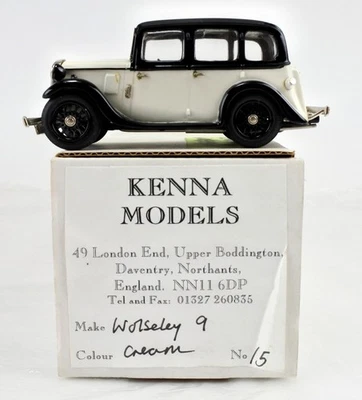 KENNA
MODELS
49 London End, Upper Boddington,
Daventry, Northants,
England. NN11 6DP
Tel and Fax: 01327 260835
Make Wolseley 9
Colour Cream No 15